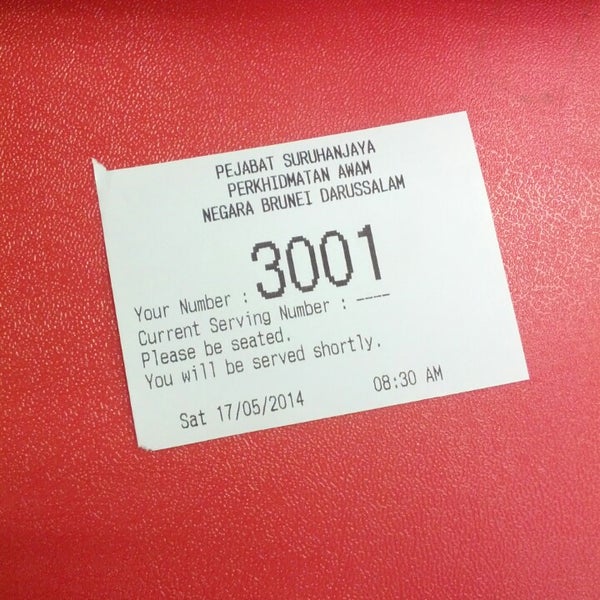 PEJABAT SURUHANJAYA
PERKHIDMATAN AWAM
NEGARA BRUNEI DARUSSALAM
Your Number : 3001
Current Serving Number : ____
Please be seated.
You will be served shortly.
Sat 17/05/2014 08:30 AM